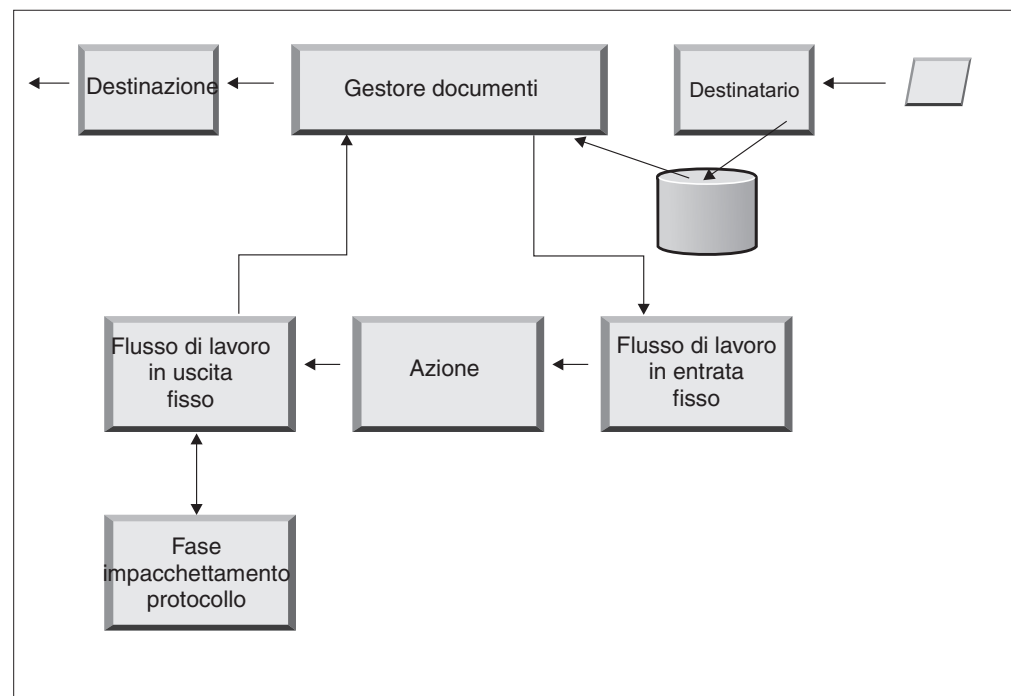 Destinazione
Gestore documenti
Destinatario
Flusso di lavoro
in uscita
fisso
Azione
Flusso di lavoro
in entrata
fisso
Fase
impacchettamento
protocollo